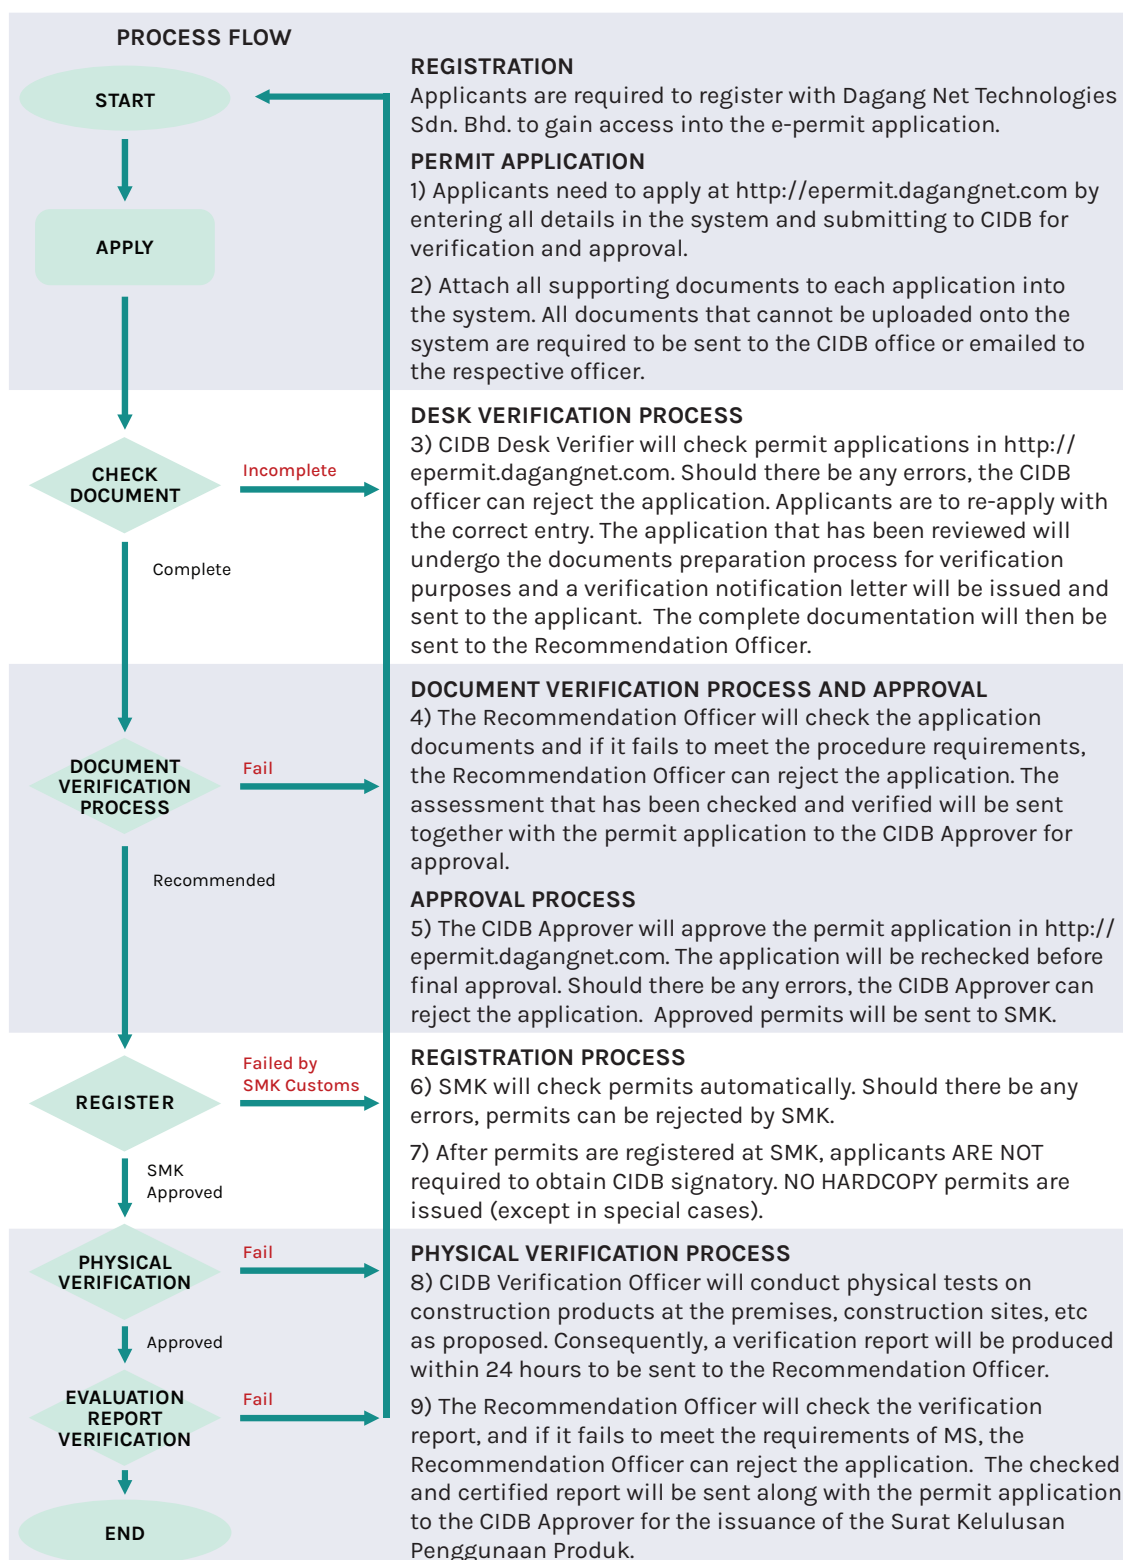 PROCESS FLOW
START
APPLY
CHECK
DOCUMENT
Incomplete
Complete
DOCUMENT
VERIFICATION
PROCESS
Fail
Recommended
REGISTER
Failed by
SMK Customs
SMK
Approved
PHYSICAL
VERIFICATION
Fail
Approved
EVALUATION
REPORT
VERIFICATION
Fail
END
REGISTRATION
Applicants are required to register with Dagang Net Technologies
Sdn. Bhd. to gain access into the e-permit application.
PERMIT APPLICATION
1) Applicants need to apply at http://epermit.dagangnet.com by
entering all details in the system and submitting to CIDB for
verification and approval.
2) Attach all supporting documents to each application into
the system. All documents that cannot be uploaded onto the
system are required to be sent to the CIDB office or emailed to
the respective officer.
DESK VERIFICATION PROCESS
3) CIDB Desk Verifier will check permit applications in http://
epermit.dagangnet.com. Should there be any errors, the CIDB
officer can reject the application. Applicants are to re-apply with
the correct entry. The application that has been reviewed will
undergo the documents preparation process for verification
purposes and a verification notification letter will be issued and
sent to the applicant.  The complete documentation will then be
sent to the Recommendation Officer.
DOCUMENT VERIFICATION PROCESS AND APPROVAL
4) The Recommendation Officer will check the application
documents and if it fails to meet the procedure requirements,
the Recommendation Officer can reject the application. The
assessment that has been checked and verified will be sent
together with the permit application to the CIDB Approver for
approval.
APPROVAL PROCESS
5) The CIDB Approver will approve the permit application in http://
epermit.dagangnet.com. The application will be rechecked before
final approval. Should there be any errors, the CIDB Approver can
reject the application.  Approved permits will be sent to SMK.
REGISTRATION PROCESS
6) SMK will check permits automatically. Should there be any
errors, permits can be rejected by SMK.
7) After permits are registered at SMK, applicants ARE NOT
required to obtain CIDB signatory. NO HARDCOPY permits are
issued (except in special cases).
PHYSICAL VERIFICATION PROCESS
8) CIDB Verification Officer will conduct physical tests on
construction products at the premises, construction sites, etc
as proposed. Consequently, a verification report will be produced
within 24 hours to be sent to the Recommendation Officer.
9) The Recommendation Officer will check the verification
report, and if it fails to meet the requirements of MS, the
Recommendation Officer can reject the application.  The checked
and certified report will be sent along with the permit application
to the CIDB Approver for the issuance of the Surat Kelulusan
Penggunaan Produk.